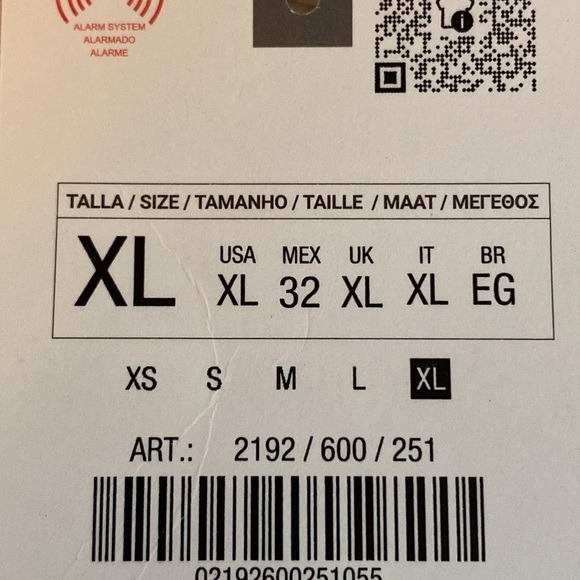 ALARM SYSTEM
ALARMADO
ALARME
TALLA / SIZE / TAMANHO / TAILLE / MAAT / ΜΕΓΕΘΟΣ
XL
USA MEX UK IT BR
XL 32 XL XL EG
XS S M L XL
ART.: 2192 / 600 / 251
02192600251055